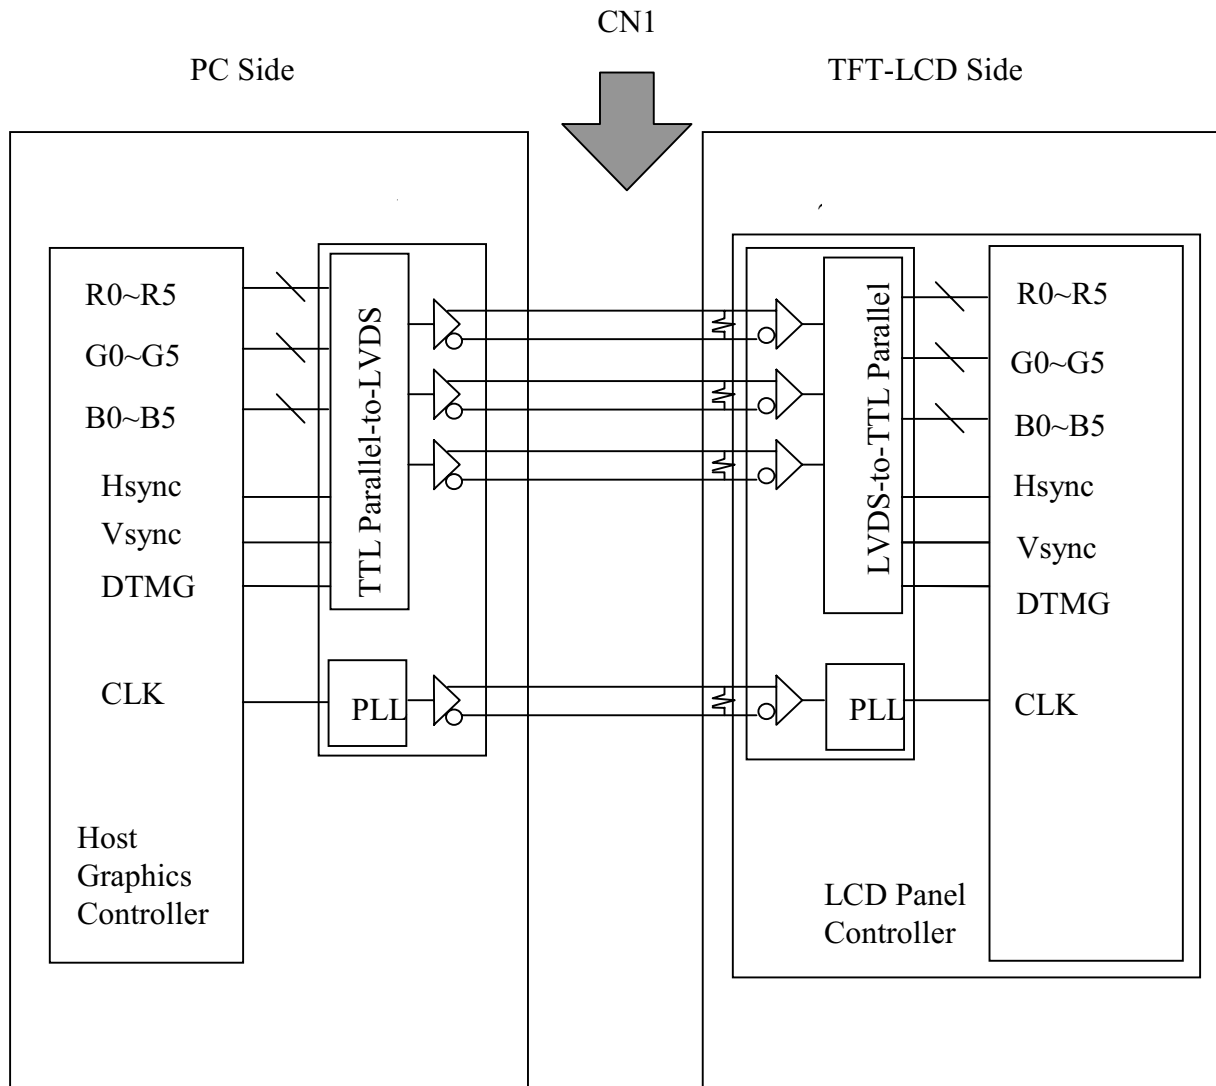 CN1
PC Side
TFT-LCD Side
R0~R5
G0~G5
B0~B5
Hsync
Vsync
DTMG
CLK
Host
Graphics
Controller
TTL Parallel-to-LVDS
PLL
LVDS-to-TTL Parallel
PLL
R0~R5
G0~G5
B0~B5
Hsync
Vsync
DTMG
CLK
LCD Panel
Controller